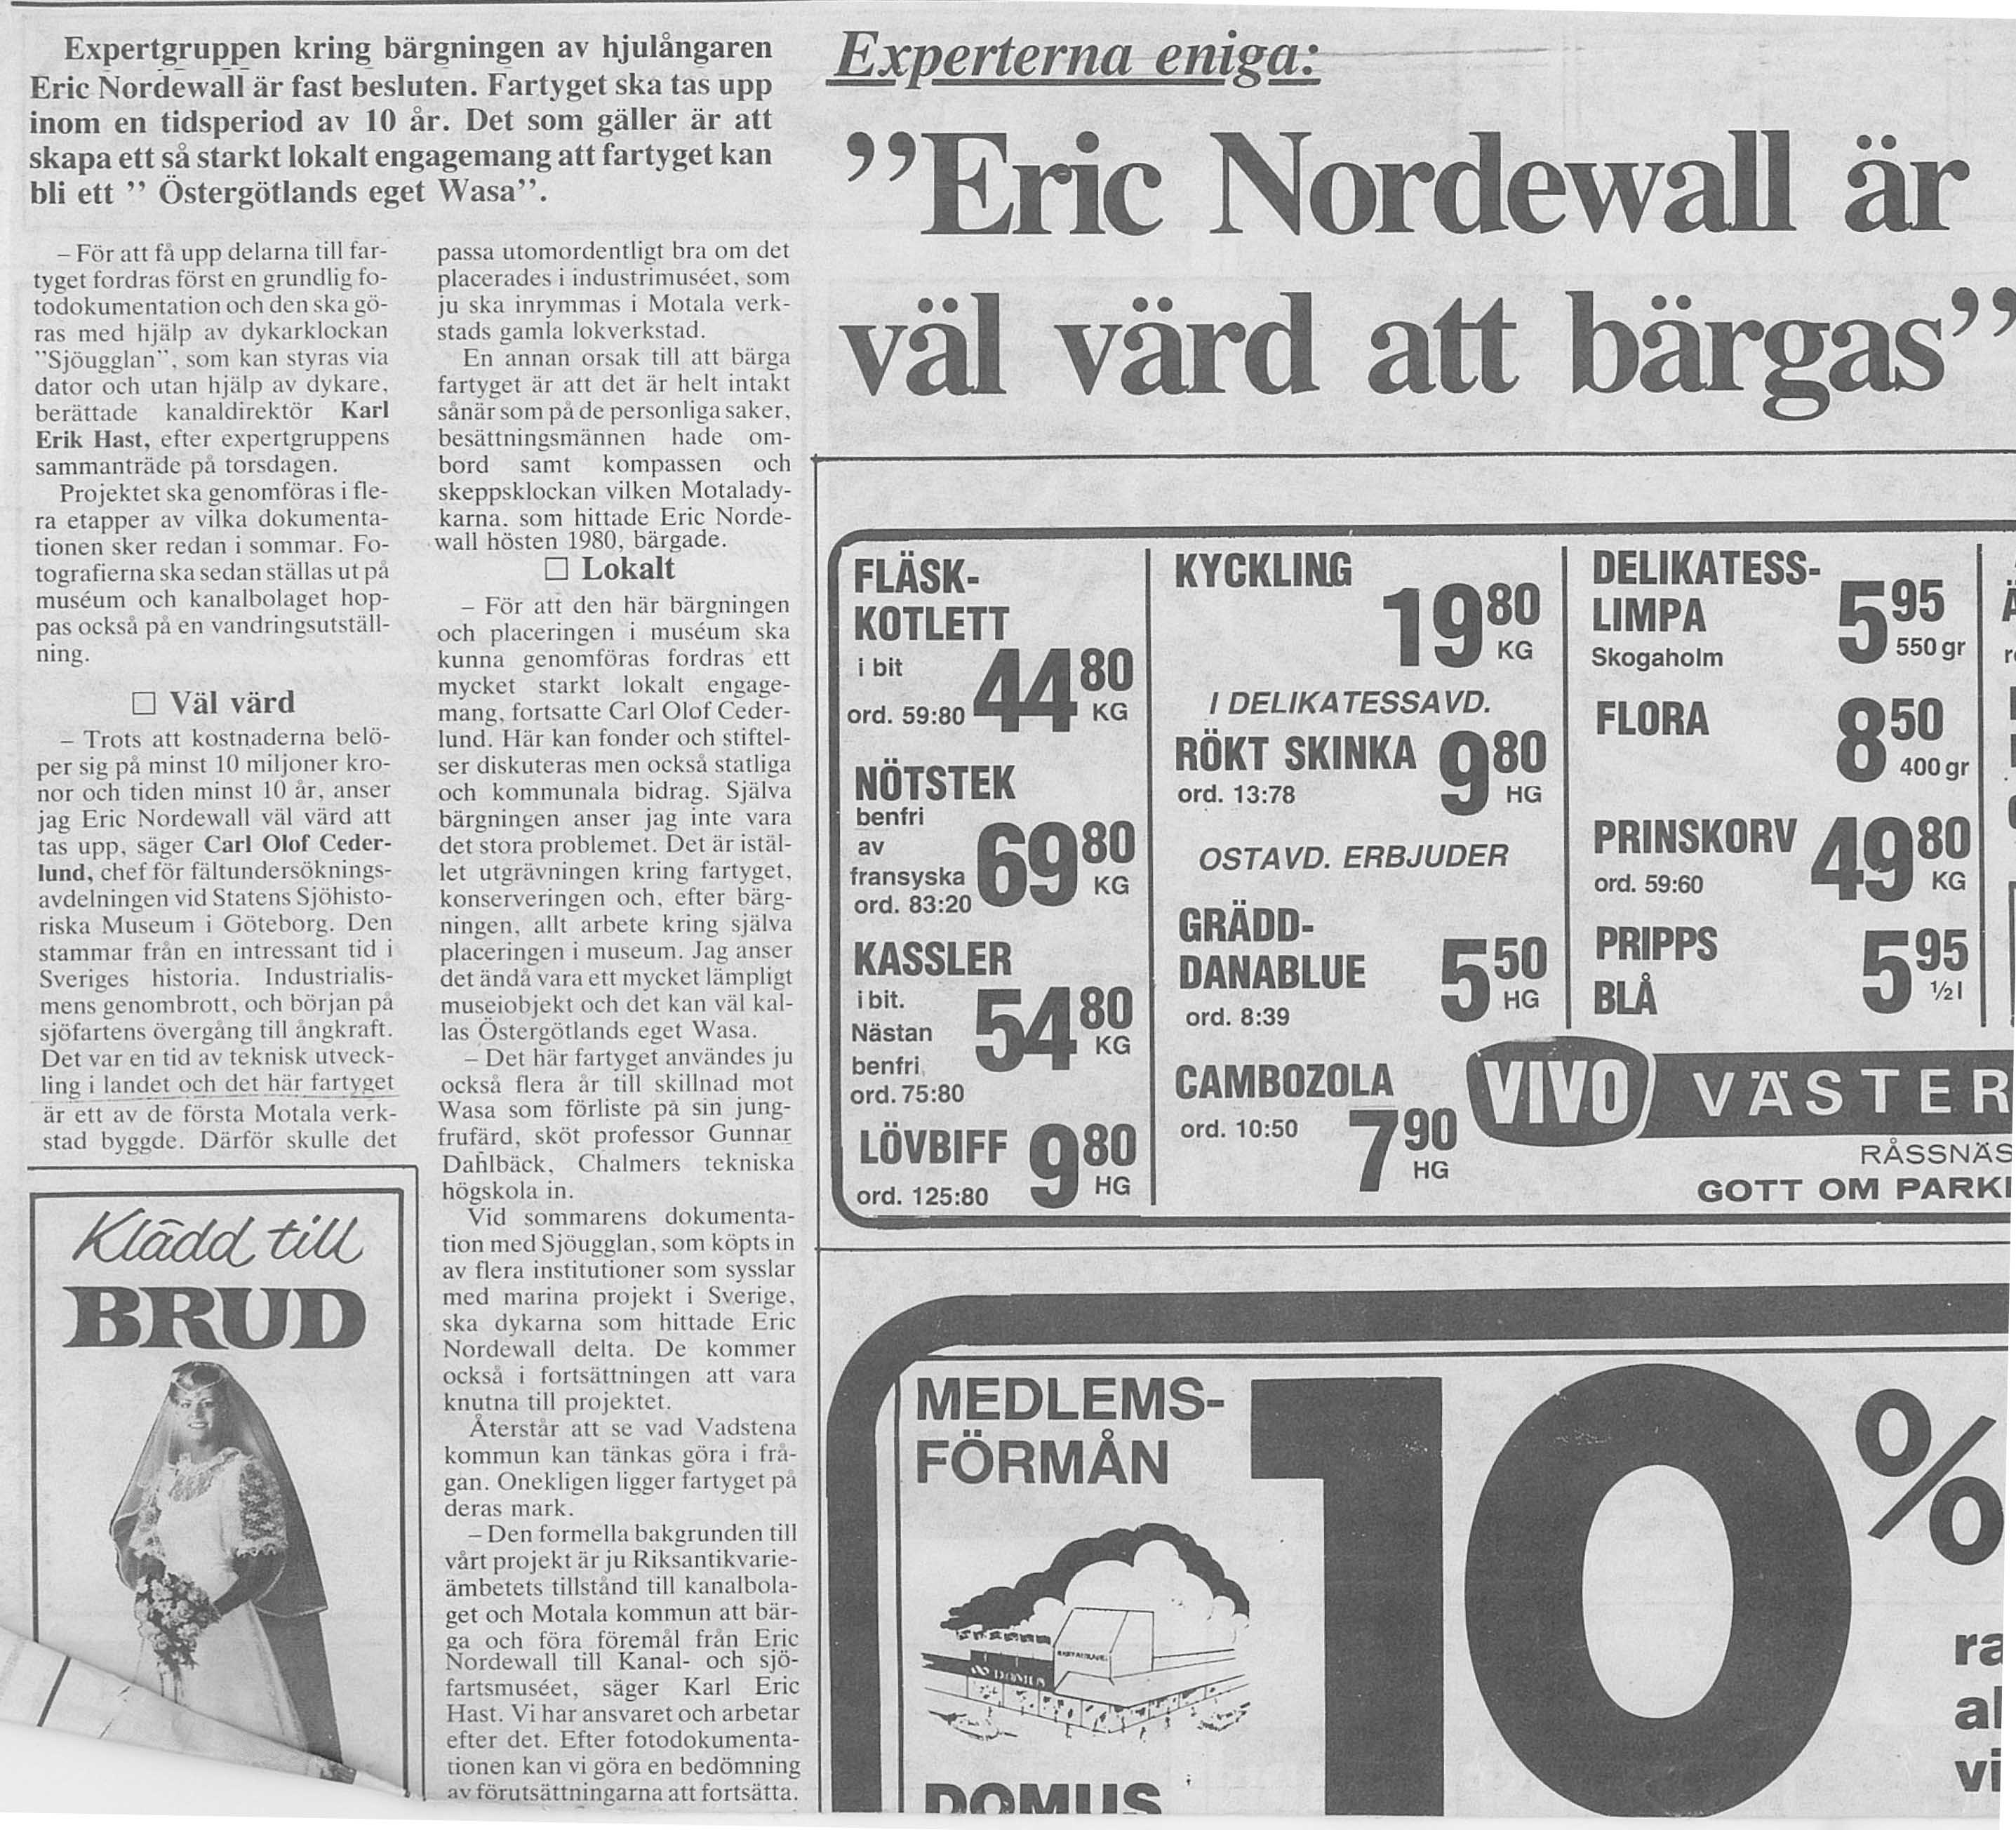 Expertgruppen kring bärgningen av hjulångaren
Eric Nordewall är fast besluten. Fartyget ska tas upp
inom en tidsperiod av 10 år. Det som gäller är att
skapa ett så starkt lokalt engagemang att fartyget kan
bli ett ” Östergötlands eget Wasa”.
Experterna eniga:
”Eric Nordewall är
väl värd att bärgas”
– För att få upp delarna till far-
tyget fordras först en grundlig fo-
todokumentation och den ska gö-
ras med hjälp av dykarklockan
”Sjöugglan”, som kan styras via
dator och utan hjälp av dykare,
berättade kanaldirektör Karl
Erik Hast, efter expertgruppens
sammanträde på torsdagen.
Projektet ska genomföras i fle-
ra etapper av vilka dokumenta-
tionen sker redan i sommar. Fo-
tografierna ska sedan ställas ut på
muséum och kanalbolaget hop-
pas också på en vandringsutställ-
ning.
□ Väl värd
– Trots att kostnaderna belö-
per sig på minst 10 miljoner kro-
nor och tiden minst 10 år, anser
jag Eric Nordewall väl värd att
tas upp, säger Carl Olof Ceder-
lund, chef för fältundersöknings-
avdelningen vid Statens Sjöhisto-
riska Museum i Göteborg. Den
stammar från en intressant tid i
Sveriges historia. Industrialis-
mens genombrott, och början på
sjöfartens övergång till ångkraft.
Det var en tid av teknisk utveck-
ling i landet och det här fartyget
är ett av de första Motala verk-
stad byggde. Därför skulle det
passa utomordentligt bra om det
placerades i industrimuséet, som
ju ska inrymmas i Motala verk-
stads gamla lokverkstad.
En annan orsak till att bärga
fartyget är att det är helt intakt
sånär som på de personliga saker,
besättningsmännen hade om-
bord samt kompassen och
skeppsklockan vilken Motalady-
karna, som hittade Eric Norde-
wall hösten 1980, bärgade.
□ Lokalt
– För att den här bärgningen
och placeringen i muséum ska
kunna genomföras fordras ett
mycket starkt lokalt engage-
mang, fortsatte Carl Olof Ceder-
lund. Här kan fonder och stiftel-
ser diskuteras men också statliga
och kommunala bidrag. Själva
bärgningen anser jag inte vara
det stora problemet. Det är istäl-
let utgrävningen kring fartyget,
konserveringen och, efter bärg-
ningen, allt arbete kring själva
placeringen i museum. Jag anser
det ändå vara ett mycket lämpligt
museiobjekt och det kan väl kal-
las Östergötlands eget Wasa.
– Det här fartyget användes ju
också flera år till skillnad mot
Wasa som förliste på sin jung-
frufärd, sköt professor Gunnar
Dahlbäck, Chalmers tekniska
högskola in.
Vid sommarens dokumenta-
tion med Sjöugglan, som köpts in
av flera institutioner som sysslar
med marina projekt i Sverige,
ska dykarna som hittade Eric
Nordewall delta. De kommer
också i fortsättningen att vara
knutna till projektet.
Återstår att se vad Vadstena
kommun kan tänkas göra i frå-
gan. Onekligen ligger fartyget på
deras mark.
– Den formella bakgrunden till
vårt projekt är ju Riksantikvarie-
ämbetets tillstånd till kanalbola-
get och Motala kommun att bär-
ga och föra föremål från Eric
Nordewall till Kanal- och sjö-
fartsmuséet, säger Karl Eric
Hast. Vi har ansvaret och arbetar
efter det. Efter fotodokumenta-
tionen kan vi göra en bedömning
av förutsättningarna att fortsätta.
Klädd till
BRUD
FLÄSK-
KOTLETT
i bit
ord. 59:80 44 80 KG
NÖTSTEK
benfri
av
fransyska
ord. 83:20 69 80 KG
KASSLER
i bit.
Nästan
benfri,
ord. 75:80 54 80 KG
LÖVBIFF
ord. 125:80 9 80 HG
KYCKLING
19 80 KG
I DELIKATESSAVD.
RÖKT SKINKA
ord. 13:78 9 80 HG
OSTAVD. ERBJUDER
GRÄDD-
DANABLUE
ord. 8:39 5 50 HG
CAMBOZOLA
ord. 10:50 7 90 HG
DELIKATESS-
LIMPA
Skogaholm 5 95 550 gr
FLORA 8 50 400 gr
PRINSKORV
ord. 59:60 49 80 KG
PRIPPS
BLÅ 5 95 ½ l
VIVO VÄSTER
RÅSSNÄS
GOTT OM PARKI
MEDLEMS-
FÖRMÅN
10%
DOMUS
DOMUS
ra
al
vi